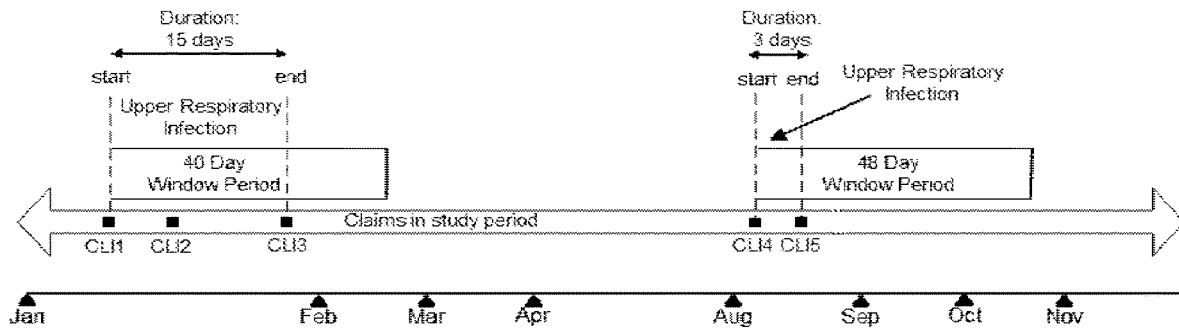 Duration:
15 days
start
end
Upper Respiratory
Infection
40 Day
Window Period
Duration:
3 days
start end
Upper Respiratory
Infection
48 Day
Window Period
Claims in study period
CLI1
CLI2
CLI3
CLI4
CLI5
Jan
Feb
Mar
Apr
Aug
Sep
Oct
Nov